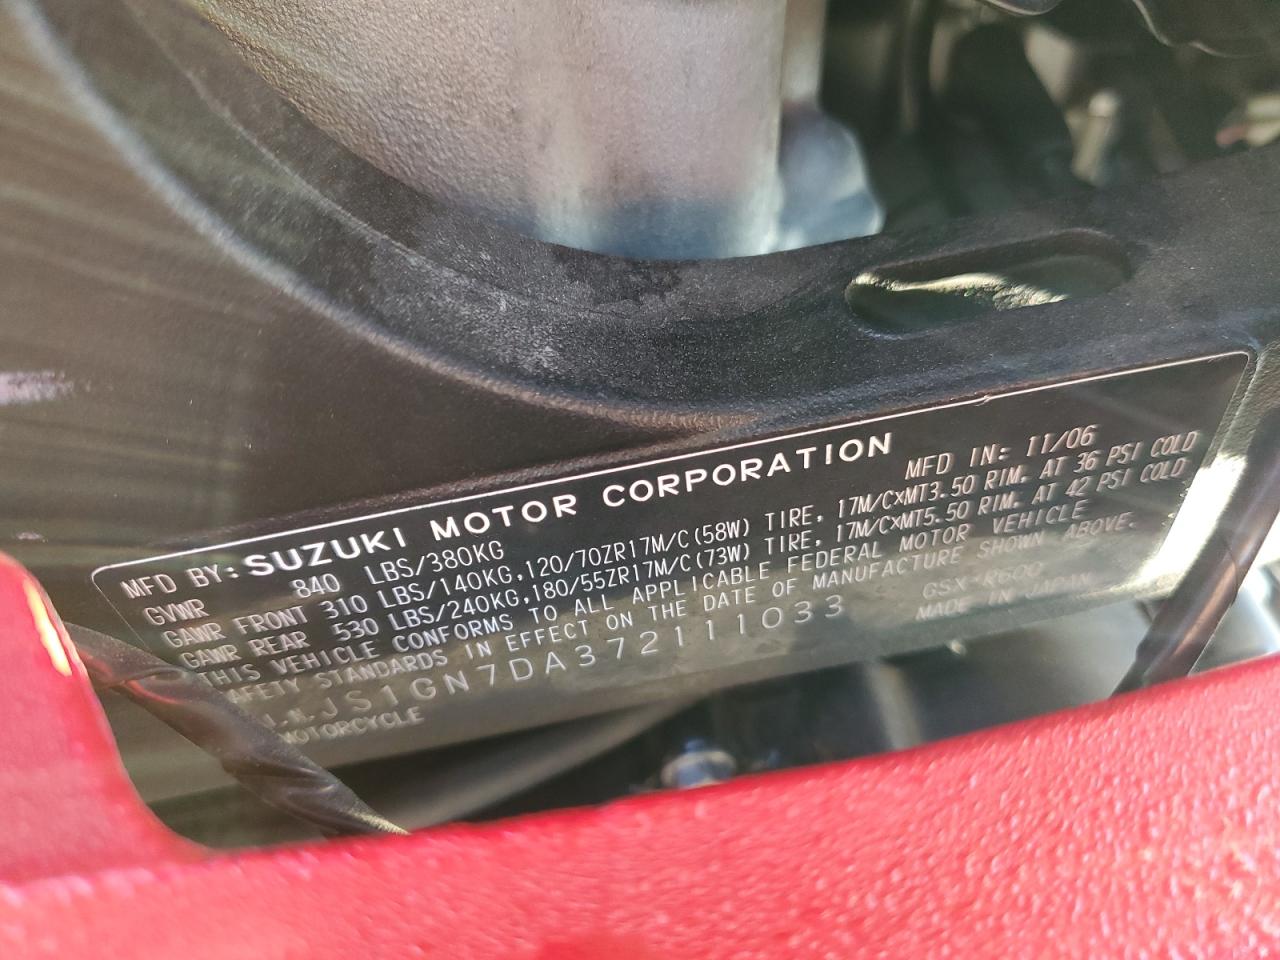 MFD BY: SUZUKI MOTOR CORPORATION
MFD IN: 11/06
GVWR 840 LBS/380KG
GAWR FRONT 310 LBS/140KG,120/70ZR17M/C(58W) TIRE, 17M/C×MT3.50 RIM, AT 36 PSI COLD
GAWR REAR 530 LBS/240KG,180/55ZR17M/C(73W) TIRE, 17M/C×MT5.50 RIM, AT 42 PSI COLD
THIS VEHICLE CONFORMS TO ALL APPLICABLE FEDERAL MOTOR VEHICLE
SAFETY STANDARDS IN EFFECT ON THE DATE OF MANUFACTURE SHOWN ABOVE.
JS1GN7DA372111033 GSX-R600
MOTORCYCLE MADE IN JAPAN